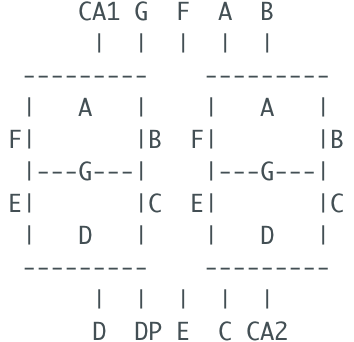 CA1 G F A B
| | | | |
--------- ---------
| A | | A |
F| |B F| |B
|---G---| |---G---|
E| |C E| |C
| D | | D |
--------- ---------
| | | | |
D DP E C CA2